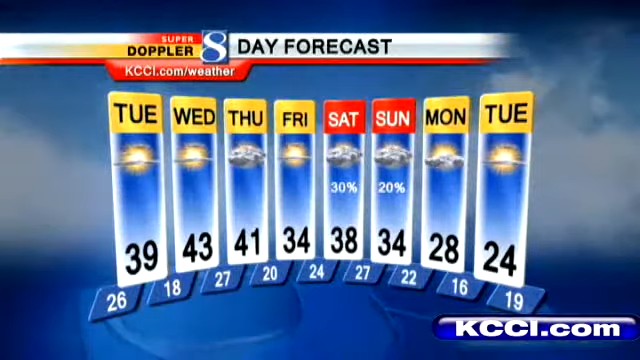 SUPER
DOPPLER 8 DAY FORECAST
KCCI.com/weather
TUE WED THU FRI SAT SUN MON TUE
30% 20%
39 43 41 34 38 34 28 24
26 18 27 20 24 27 22 16 19
KCCI.com